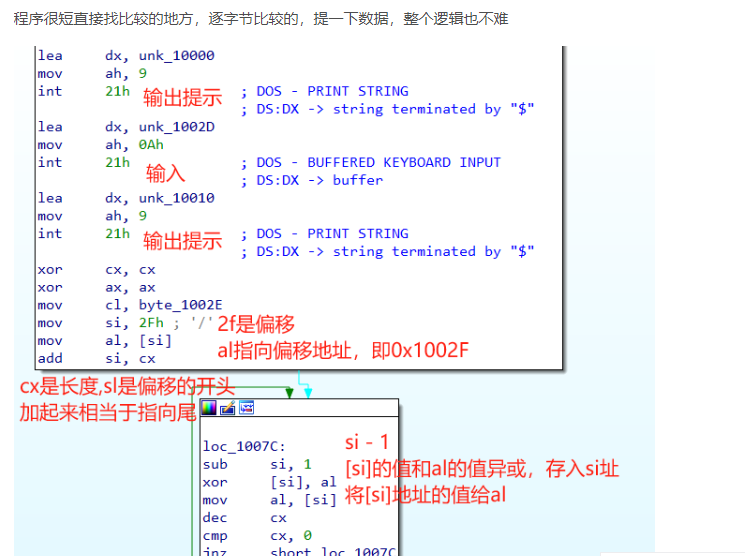 程序很短直接找比较的地方，逐字节比较的，提一下数据，整个逻辑也不难
lea dx, unk_10000
mov ah, 9
int 21h 输出提示 ; DOS - PRINT STRING
; DS:DX -> string terminated by "$"
lea dx, unk_1002D
mov ah, 0Ah
int 21h 输入 ; DOS - BUFFERED KEYBOARD INPUT
; DS:DX -> buffer
lea dx, unk_10010
mov ah, 9
int 21h 输出提示 ; DOS - PRINT STRING
; DS:DX -> string terminated by "$"
xor cx, cx
xor ax, ax
mov cl, byte_1002E
mov si, 2Fh ; '/' 2f是偏移
mov al, [si] al指向偏移地址，即0x1002F
add si, cx
cx是长度,sl是偏移的开头
加起来相当于指向尾
loc_1007C: si - 1
sub si, 1 [si]的值和al的值异或，存入si址
xor [si], al 将[si]地址的值给al
mov al, [si]
dec cx
cmp cx, 0
jnz short loc_1007C